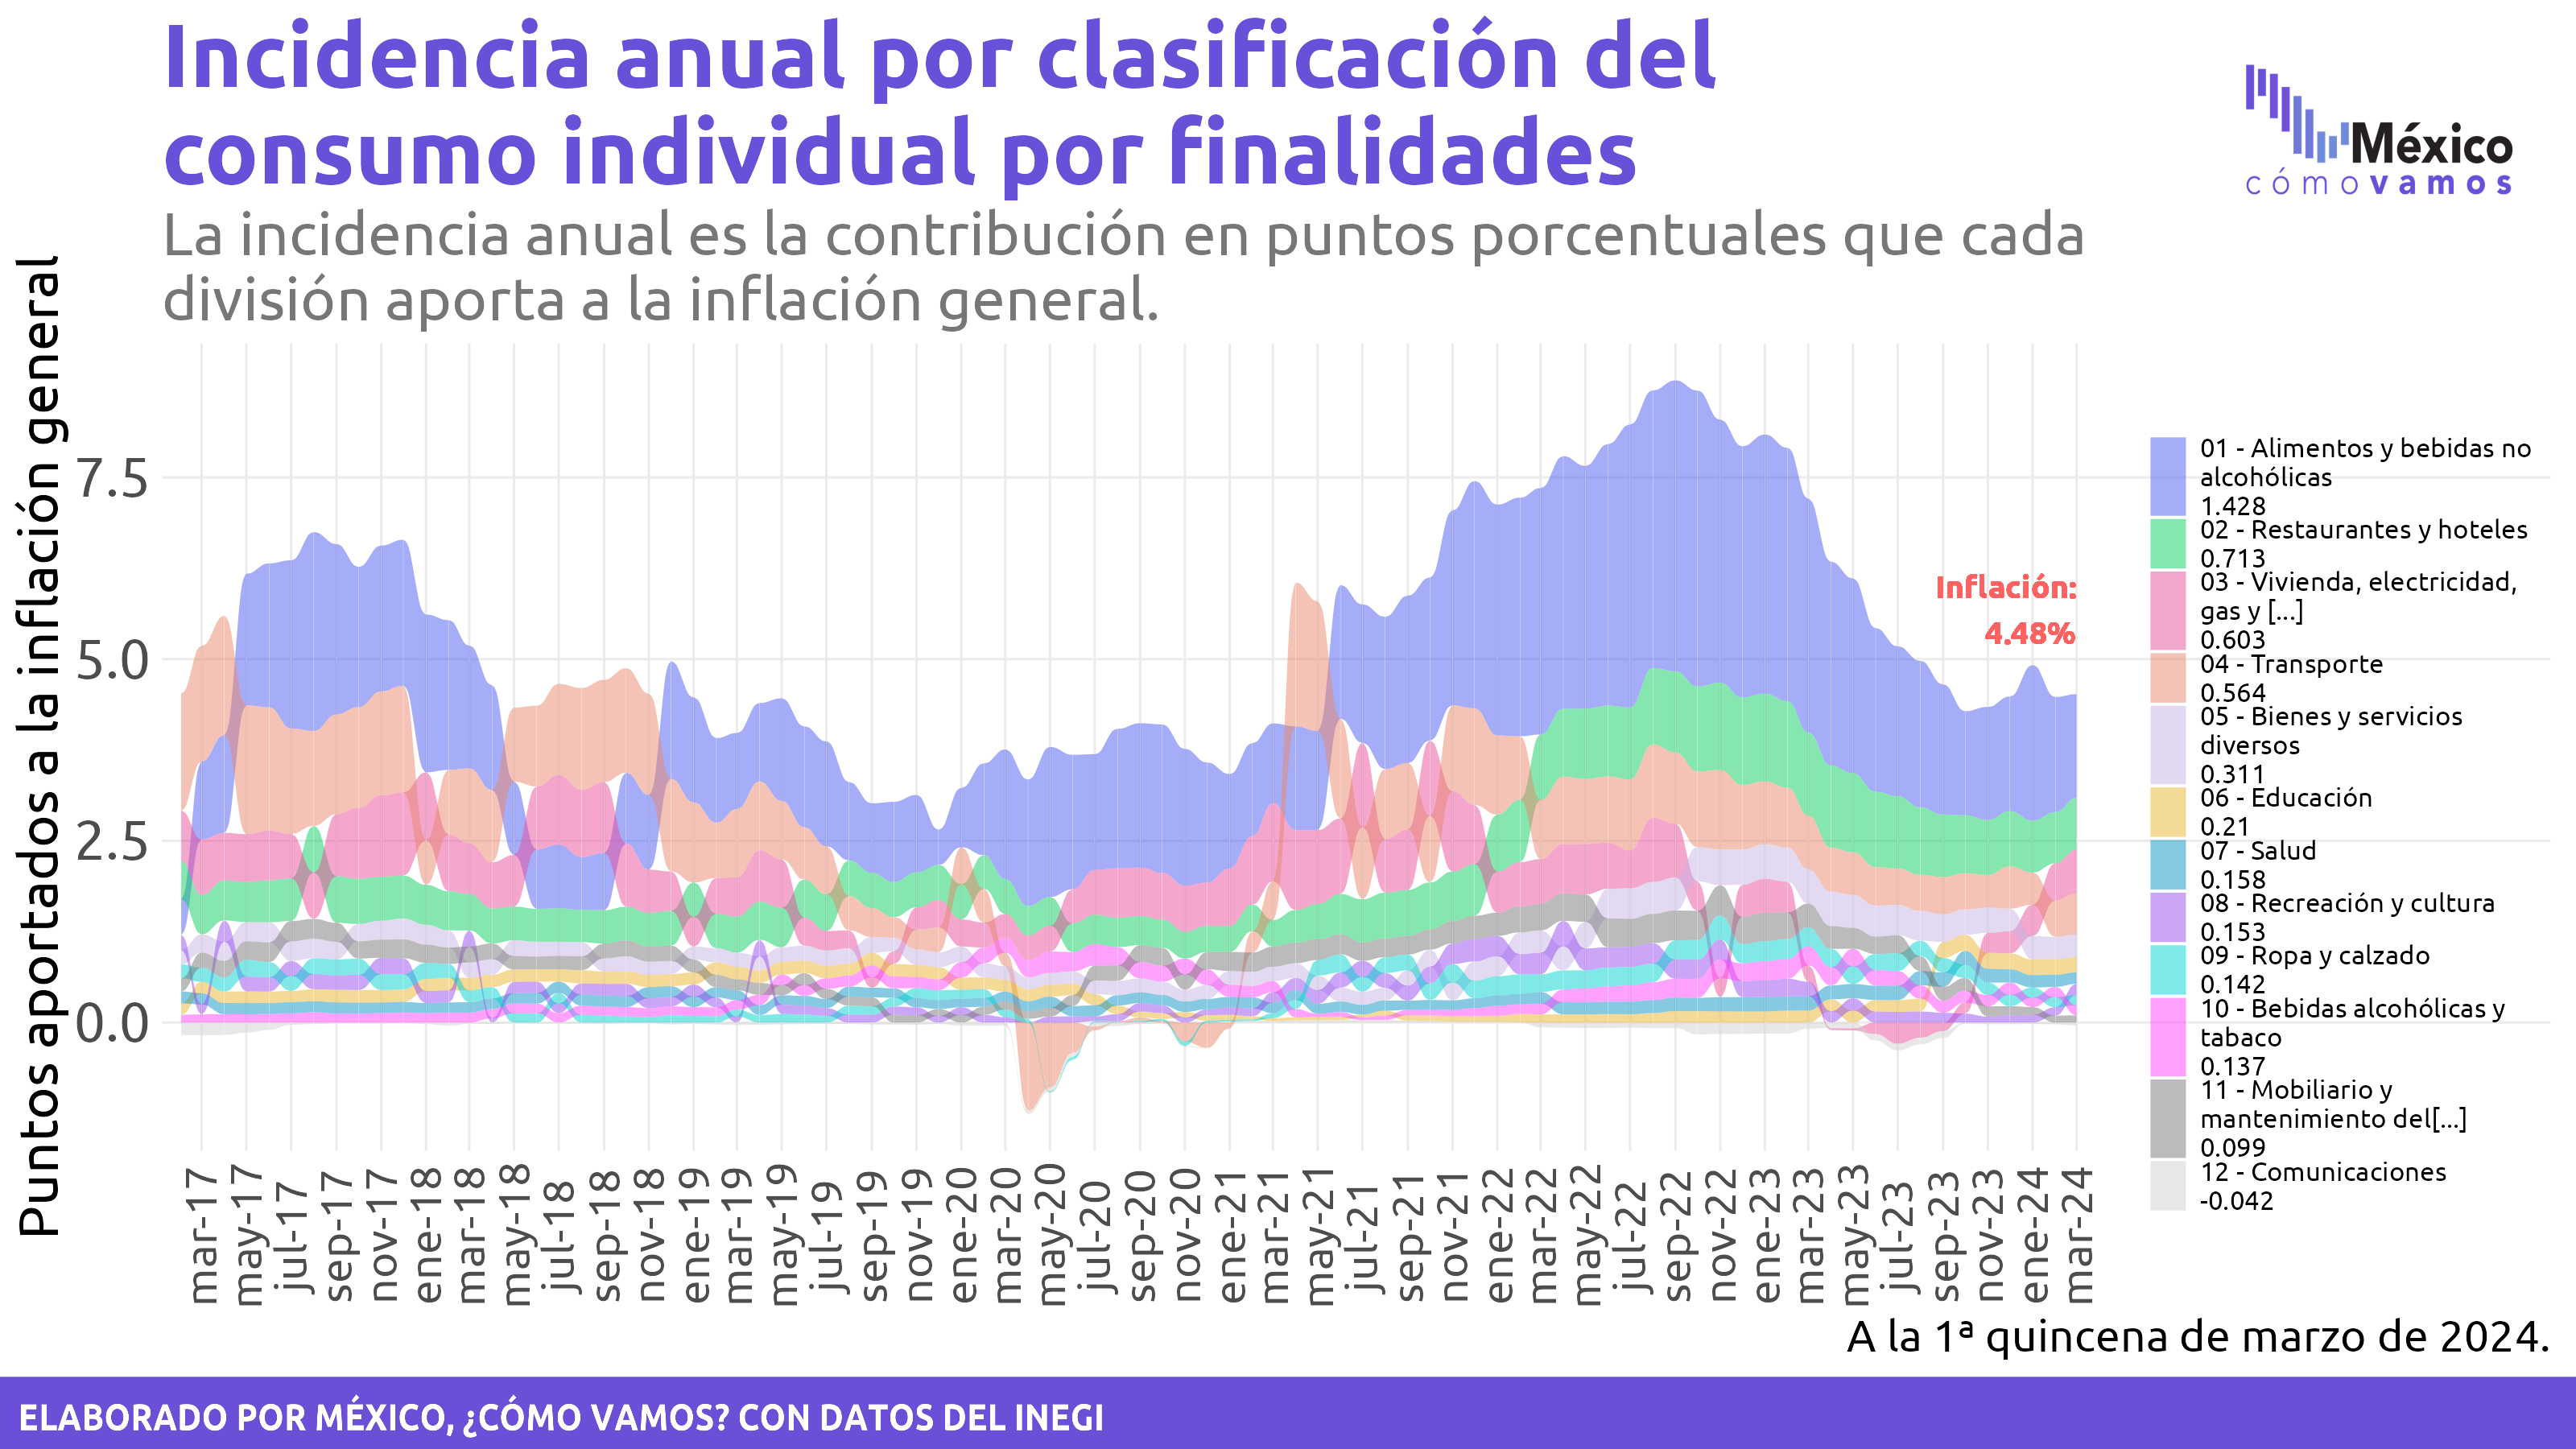 Incidencia anual por clasificación del
consumo individual por finalidades
La incidencia anual es la contribución en puntos porcentuales que cada
división aporta a la inflación general.
México
cómo vamos
Puntos aportados a la inflación general
7.5
5.0
2.5
0.0
Inflación:
4.48%
01 - Alimentos y bebidas no
alcohólicas
1.428
02 - Restaurantes y hoteles
0.713
03 - Vivienda, electricidad,
gas y [...]
0.603
04 - Transporte
0.564
05 - Bienes y servicios
diversos
0.311
06 - Educación
0.21
07 - Salud
0.158
08 - Recreación y cultura
0.153
09 - Ropa y calzado
0.142
10 - Bebidas alcohólicas y
tabaco
0.137
11 - Mobiliario y
mantenimiento del[...]
0.099
12 - Comunicaciones
-0.042
mar-17
may-17
jul-17
sep-17
nov-17
ene-18
mar-18
may-18
jul-18
sep-18
nov-18
ene-19
mar-19
may-19
jul-19
sep-19
nov-19
ene-20
mar-20
may-20
jul-20
sep-20
nov-20
ene-21
mar-21
may-21
jul-21
sep-21
nov-21
ene-22
mar-22
may-22
jul-22
sep-22
nov-22
ene-23
mar-23
may-23
jul-23
sep-23
nov-23
ene-24
mar-24
A la 1ª quincena de marzo de 2024.
ELABORADO POR MÉXICO, ¿CÓMO VAMOS? CON DATOS DEL INEGI